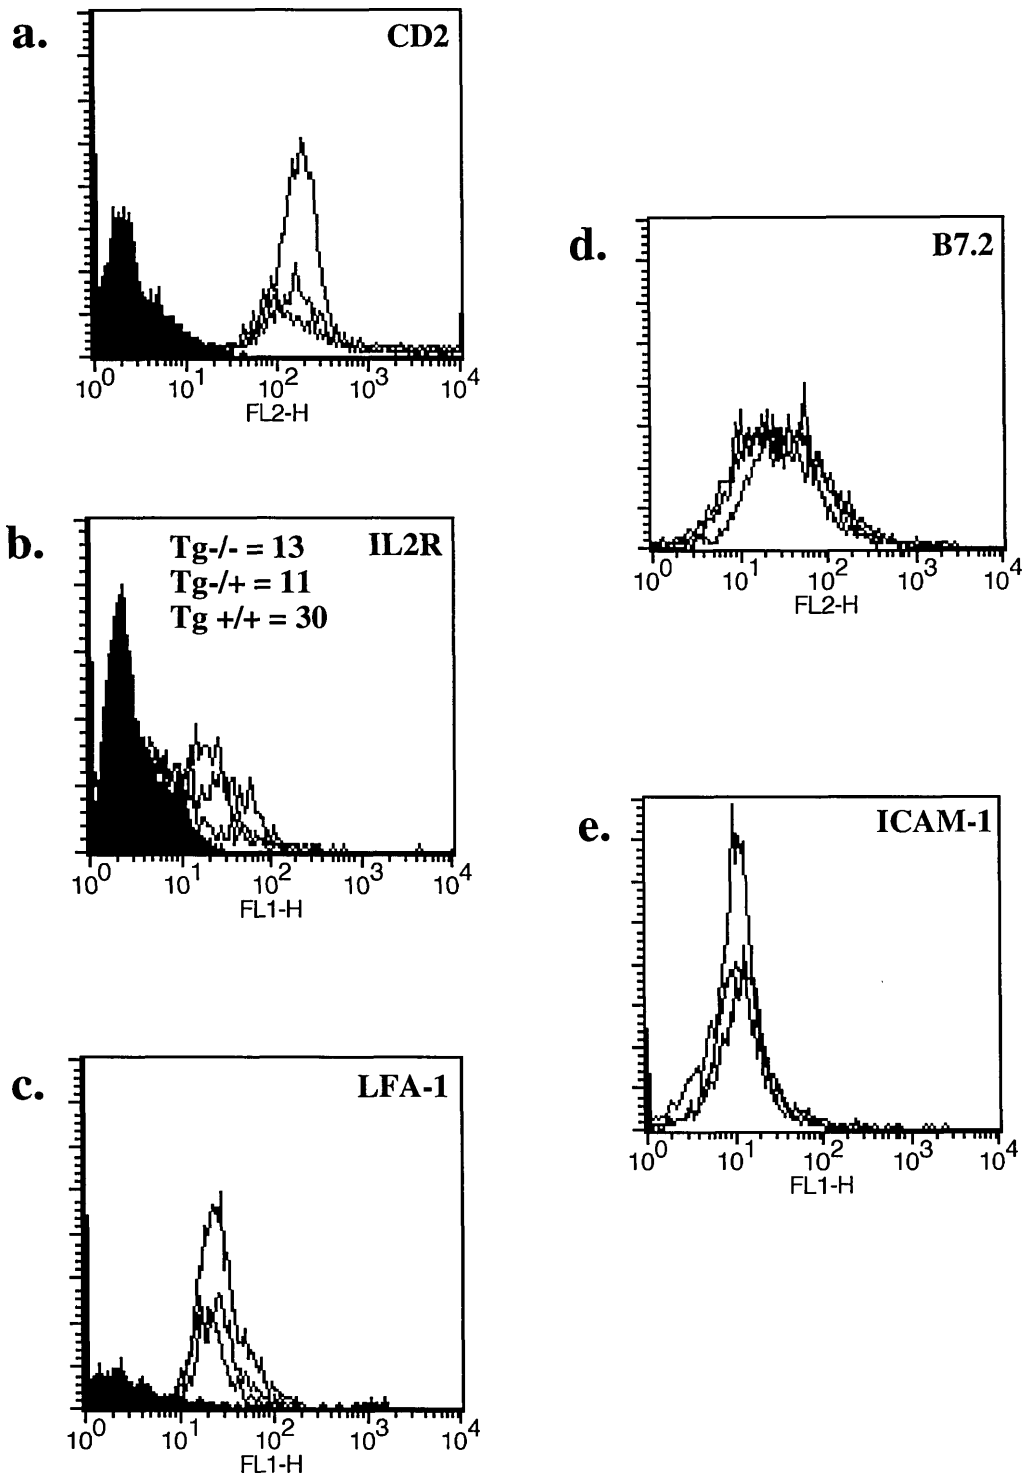 a.
CD2
10^0 10^1 10^2 10^3 10^4
FL2-H
b.
IL2R
Tg-/- = 13
Tg-/+ = 11
Tg +/+ = 30
10^0 10^1 10^2 10^3 10^4
FL1-H
c.
LFA-1
10^0 10^1 10^2 10^3 10^4
FL1-H
d.
B7.2
10^0 10^1 10^2 10^3 10^4
FL2-H
e.
ICAM-1
10^0 10^1 10^2 10^3 10^4
FL1-H